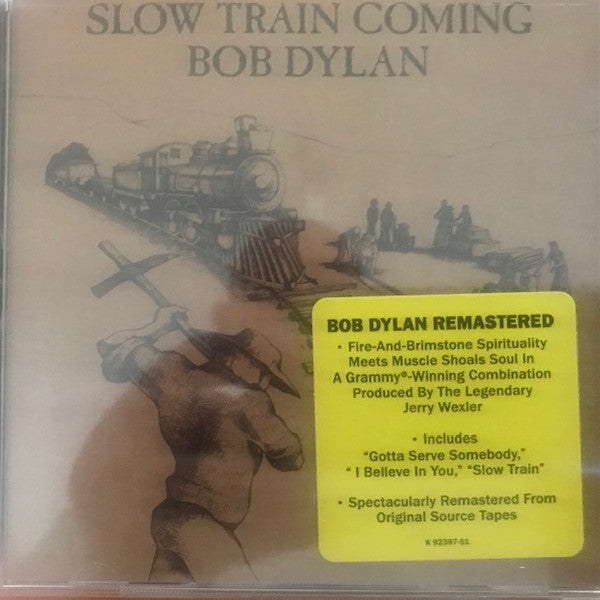 SLOW TRAIN COMING
BOB DYLAN
BOB DYLAN REMASTERED
• Fire-And-Brimstone Spirituality
Meets Muscle Shoals Soul In
A Grammy®-Winning Combination
Produced By The Legendary
Jerry Wexler
• Includes
“Gotta Serve Somebody,”
“ I Believe In You,” “Slow Train”
• Spectacularly Remastered From
Original Source Tapes
K 92397-S1